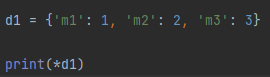 d1 = {'m1': 1, 'm2': 2, 'm3': 3}
print(*d1)